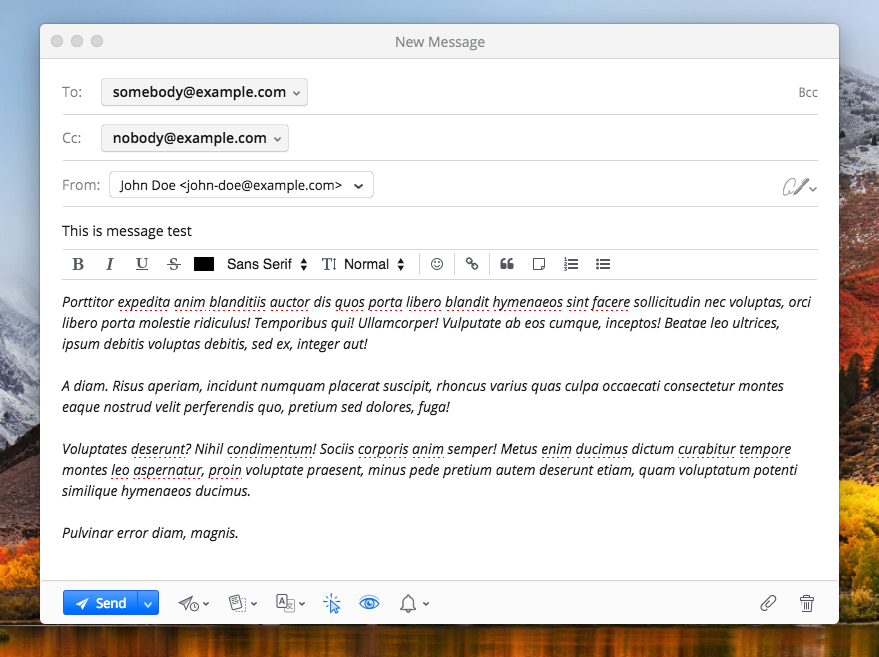 New Message
To: somebody@example.com Bcc
Cc: nobody@example.com
From: John Doe <john-doe@example.com>
This is message test
B I U S Sans Serif Normal
Porttitor expedita anim blanditiis auctor dis quos porta libero blandit hymenaeos sint facere sollicitudin nec voluptas, orci
libero porta molestie ridiculus! Temporibus qui! Ullamcorper! Vulputate ab eos cumque, inceptos! Beatae leo ultrices,
ipsum debitis voluptas debitis, sed ex, integer aut!
A diam. Risus aperiam, incidunt numquam placerat suscipit, rhoncus varius quas culpa occaecati consectetur montes
eaque nostrud velit perferendis quo, pretium sed dolores, fuga!
Voluptates deserunt? Nihil condimentum! Sociis corporis anim semper! Metus enim ducimus dictum curabitur tempore
montes leo aspernatur, proin voluptate praesent, minus pede pretium autem deserunt etiam, quam voluptatum potenti
similique hymenaeos ducimus.
Pulvinar error diam, magnis.
Send